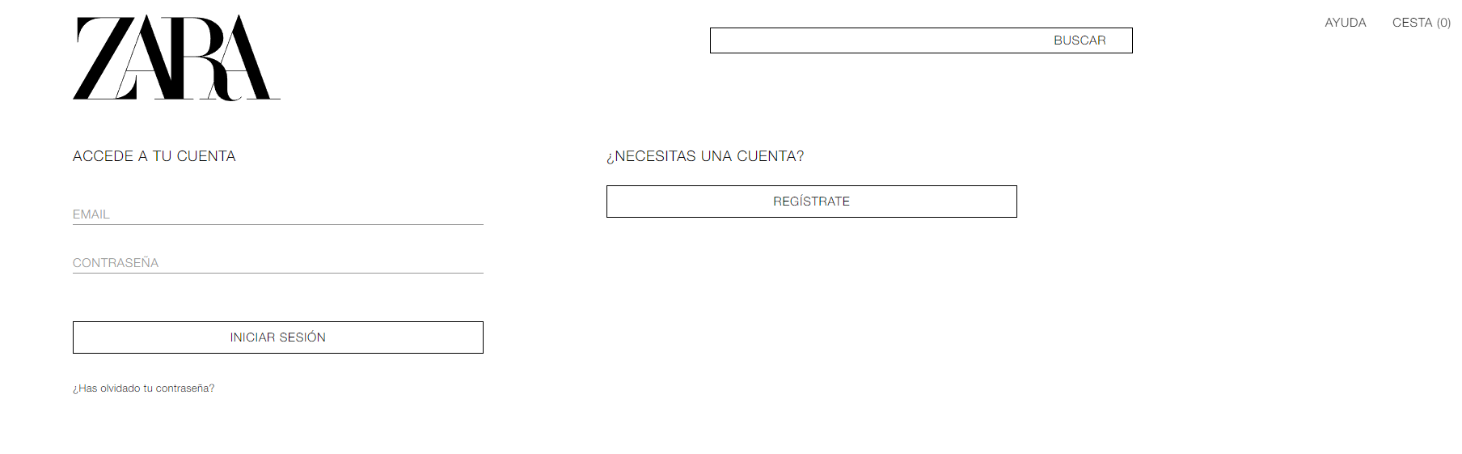 ZARA
BUSCAR
AYUDA
CESTA (0)
ACCEDE A TU CUENTA
EMAIL
CONTRASEÑA
INICIAR SESIÓN
¿Has olvidado tu contraseña?
¿NECESITAS UNA CUENTA?
REGÍSTRATE